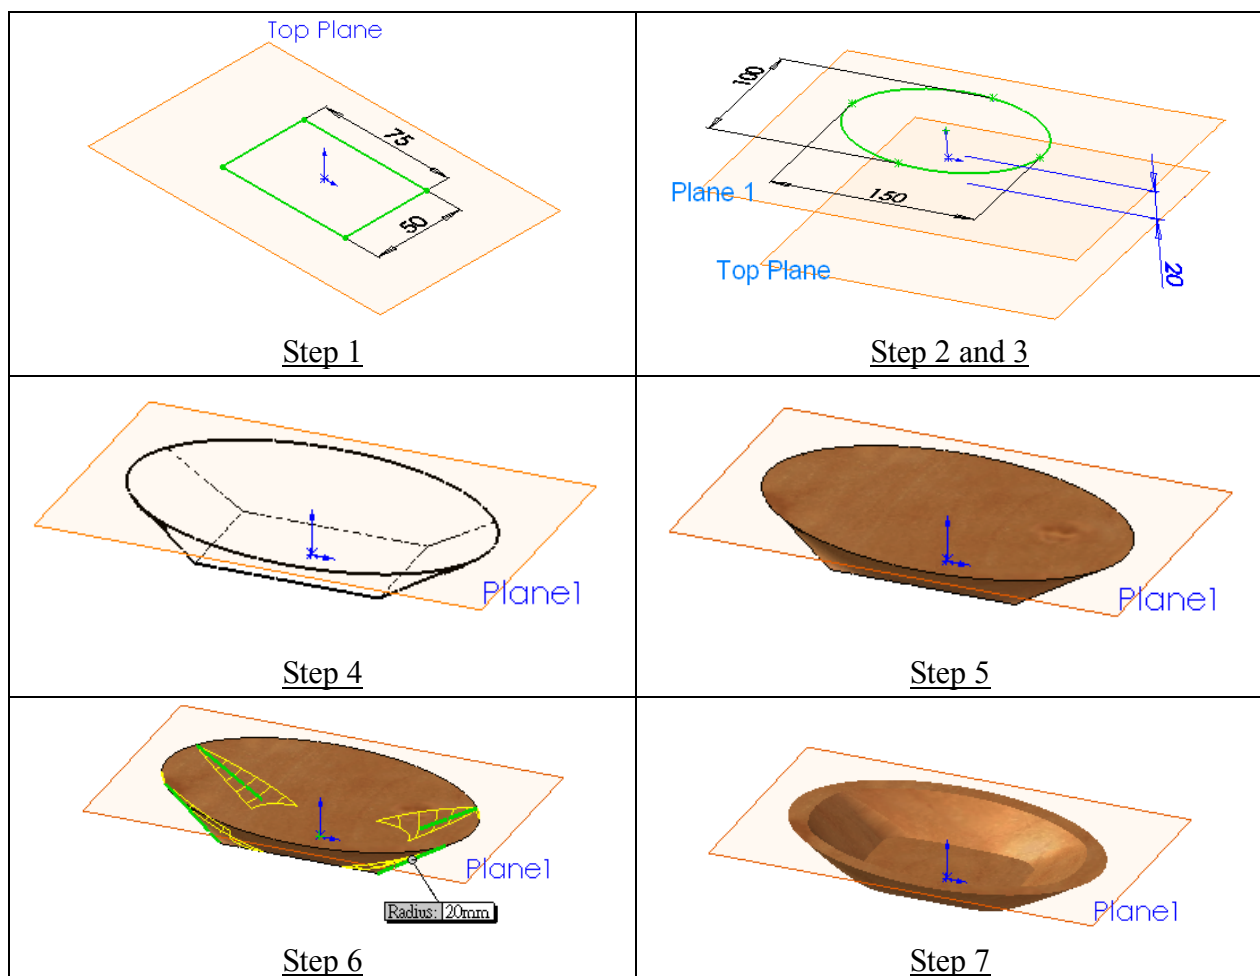 Top Plane
75
50
Step 1
100
Plane 1
150
Top Plane
20
Step 2 and 3
Plane1
Step 4
Plane1
Step 5
Plane1
Radius: 20mm
Step 6
Plane1
Step 7